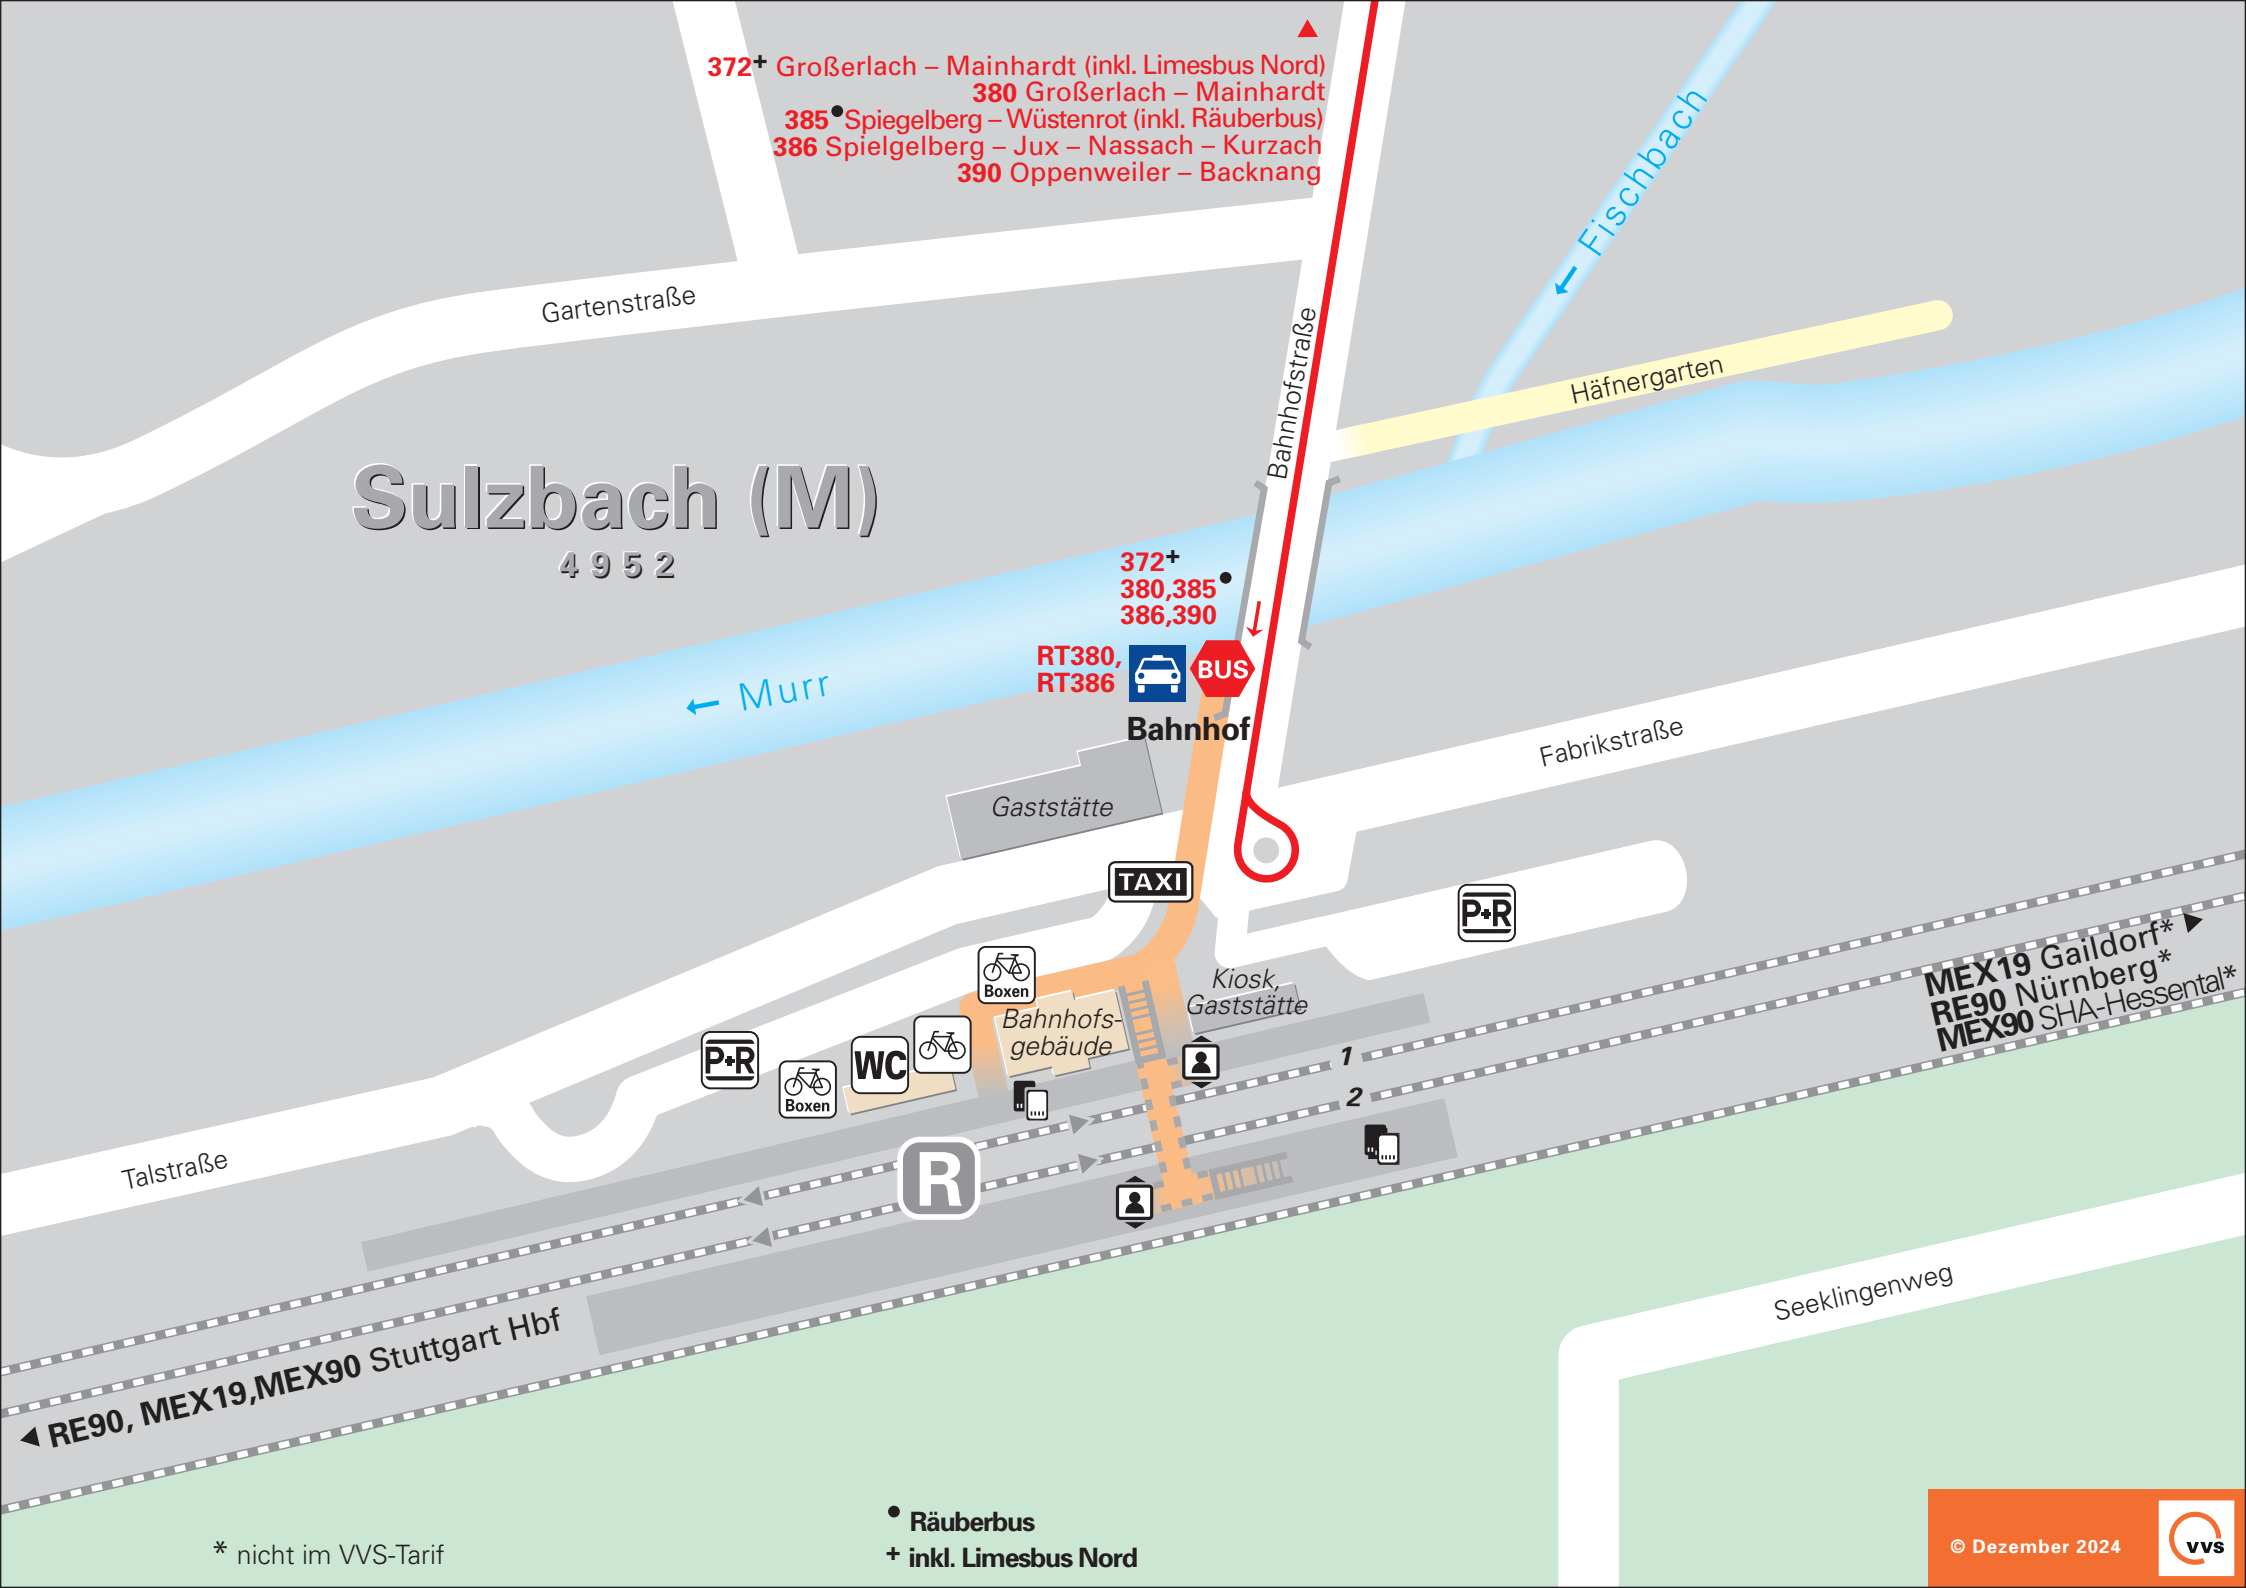 372+ Großerlach – Mainhardt (inkl. Limesbus Nord)
380 Großerlach – Mainhardt
385● Spiegelberg – Wüstenrot (inkl. Räuberbus)
386 Spielgelberg – Jux – Nassach – Kurzach
390 Oppenweiler – Backnang
← Fischbach
Gartenstraße
Bahnhofstraße
Häfnergarten
Sulzbach (M)
4952
372+
380,385●
386,390
RT380,
RT386
BUS
Bahnhof
← Murr
Fabrikstraße
Gaststätte
TAXI
P+R
Boxen
Kiosk,
Gaststätte
Bahnhofs-
gebäude
P+R
Boxen
WC
MEX19 Gaildorf*
RE90 Nürnberg*
MEX90 SHA-Hessental*
1
2
R
Talstraße
Seeklingenweg
RE90, MEX19,MEX90 Stuttgart Hbf
* nicht im VVS-Tarif
● Räuberbus
+ inkl. Limesbus Nord
© Dezember 2024
VVS